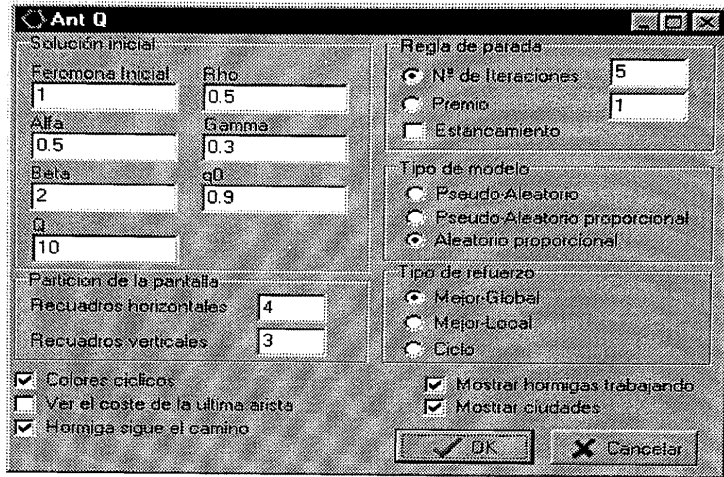 Ant Q
Solución inicial
Feromona Inicial
1
Rho
0.5
Alfa
0.5
Gamma
0.3
Beta
2
q0
0.9
Q
10
Partición de la pantalla
Recuadros horizontales 4
Recuadros verticales 3
Colores cíclicos
Ver el coste de la ultima arista
Hormiga sigue el camino
Regla de parada
Nº de Iteraciones 5
Premio 1
Estancamiento
Tipo de modelo
Pseudo-Aleatorio
Pseudo-Aleatorio proporcional
Aleatorio proporcional
Tipo de refuerzo
Mejor-Global
Mejor-Local
Ciclo
Mostrar hormigas trabajando
Mostrar ciudades
OK
Cancelar